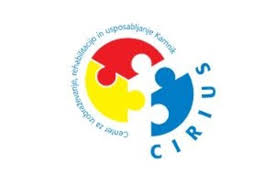 Center za izobraževanje, rehabilitacijo in usposabljanje Kamnik
CIRIUS